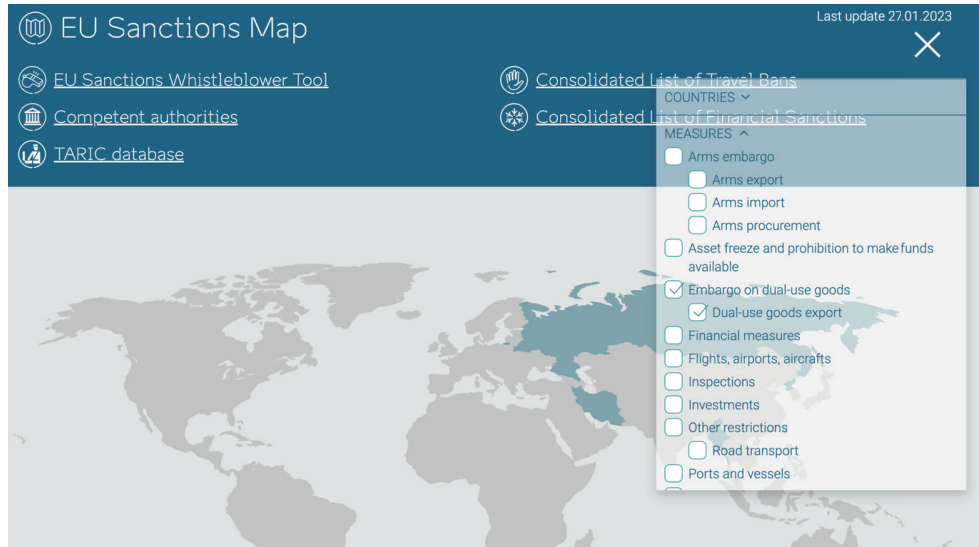 EU Sanctions Map
Last update 27.01.2023
EU Sanctions Whistleblower Tool
Competent authorities
TARIC database
Consolidated List of Travel Bans
Consolidated List of Financial Sanctions
COUNTRIES
MEASURES
Arms embargo
Arms export
Arms import
Arms procurement
Asset freeze and prohibition to make funds
available
Embargo on dual-use goods
Dual-use goods export
Financial measures
Flights, airports, aircrafts
Inspections
Investments
Other restrictions
Road transport
Ports and vessels